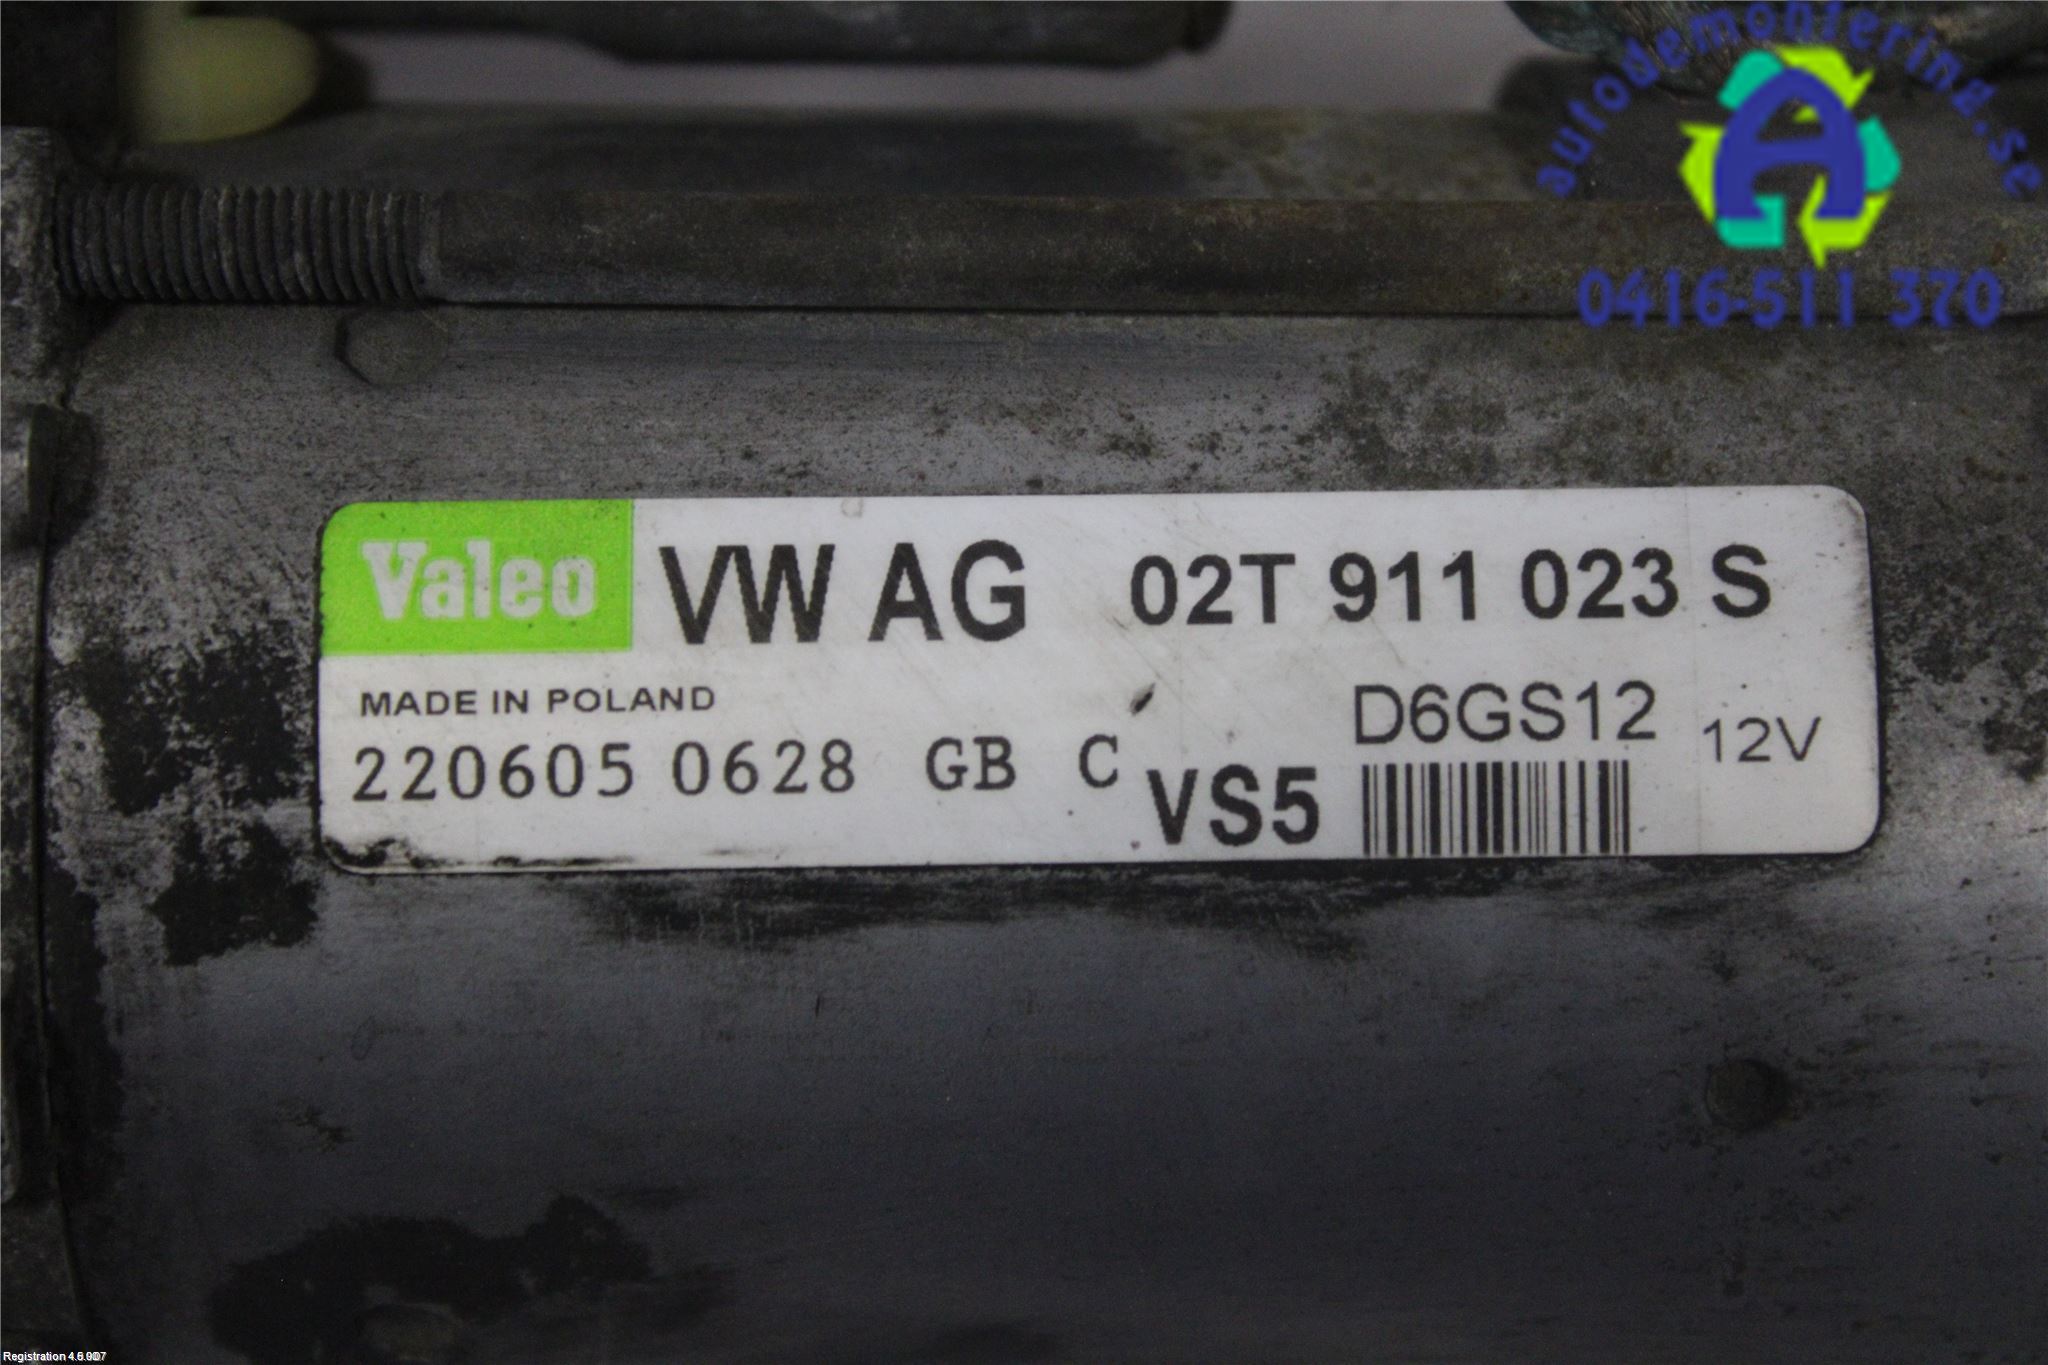 autodemontering.se
A
0416-511 370
Valeo VW AG 02T 911 023 S
MADE IN POLAND D6GS12 12V
220605 0628 GB C VS5